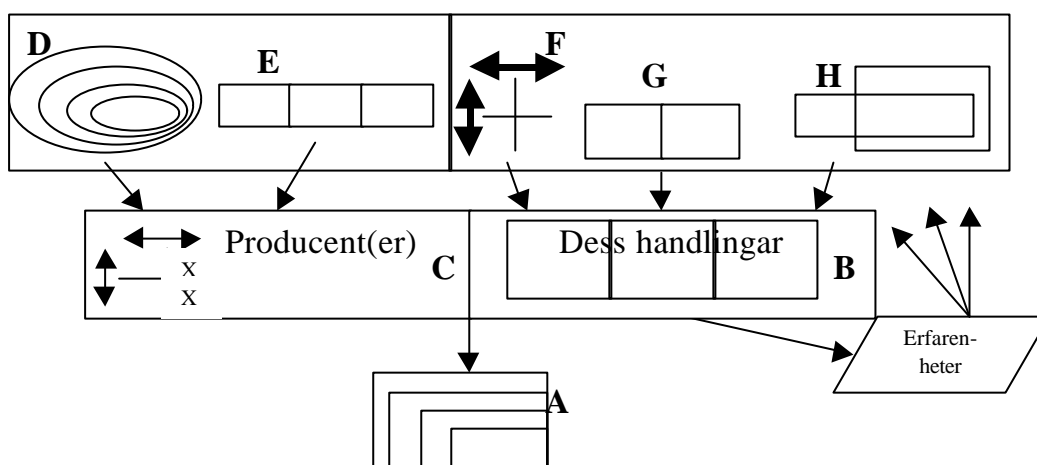 D
E
F
G
H
Producent(er)
Dess handlingar
C
B
X
X
Erfaren-
heter
A